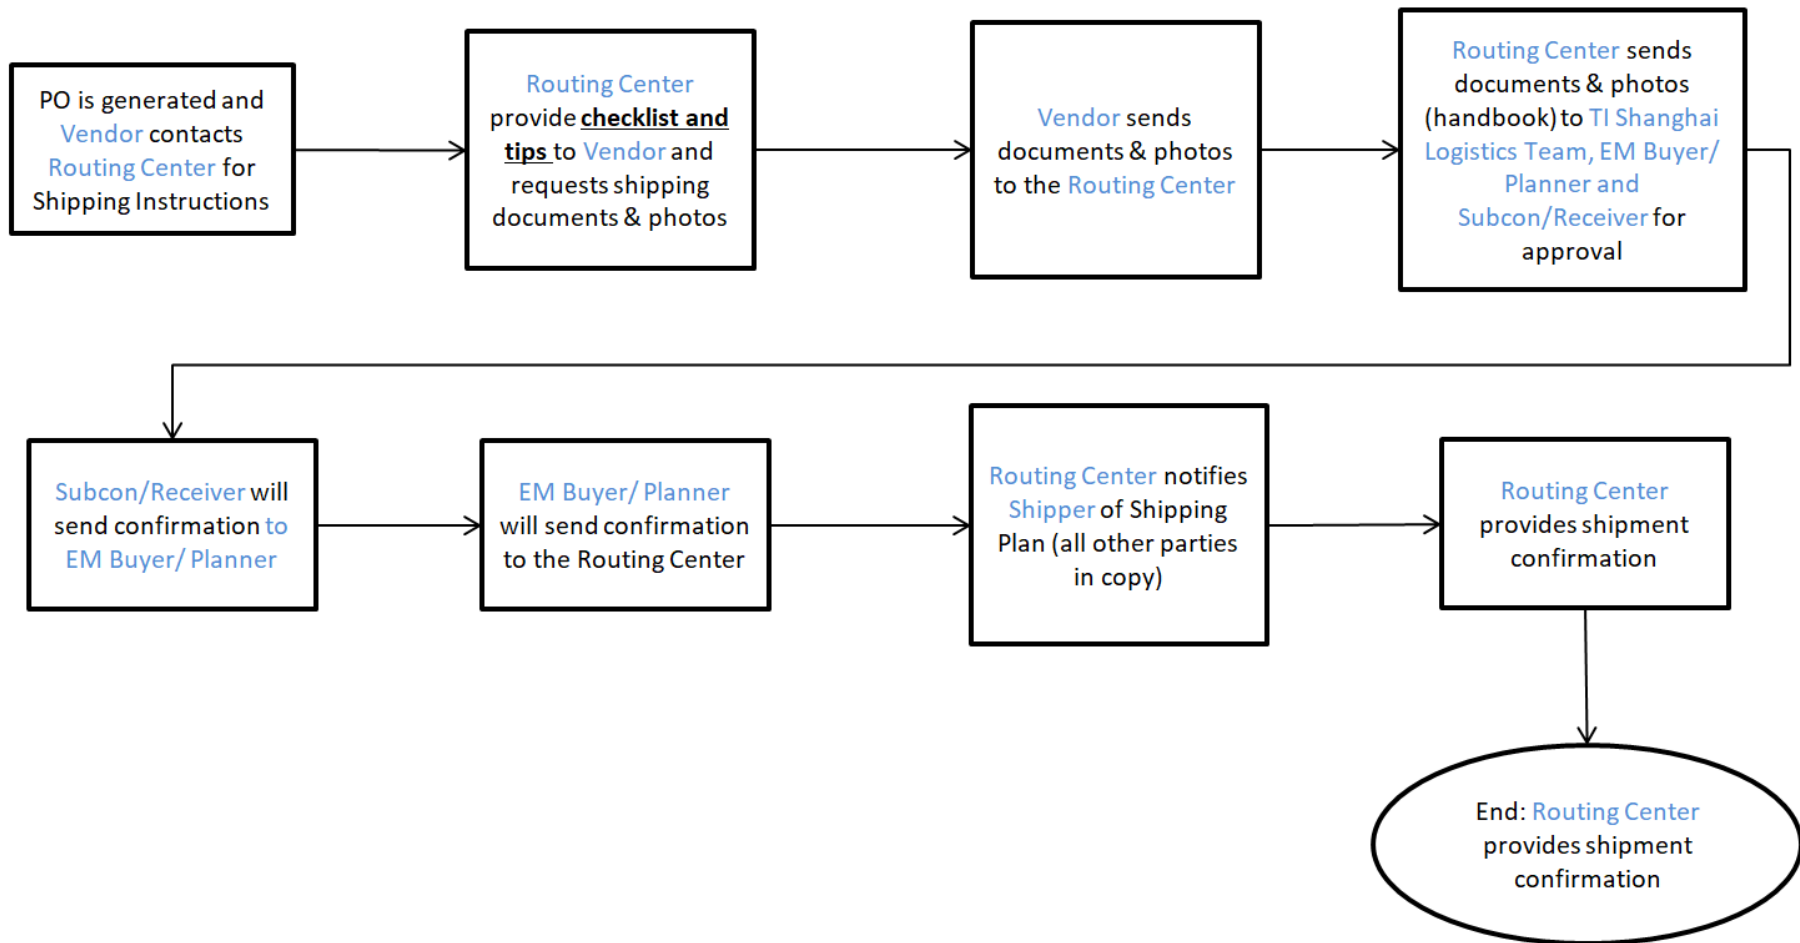 PO is generated and
Vendor contacts
Routing Center for
Shipping Instructions
Routing Center
provide checklist and
tips to Vendor and
requests shipping
documents & photos
Vendor sends
documents & photos
to the Routing Center
Routing Center sends
documents & photos
(handbook) to TI Shanghai
Logistics Team, EM Buyer/
Planner and
Subcon/Receiver for
approval
Subcon/Receiver will
send confirmation to
EM Buyer/ Planner
EM Buyer/ Planner
will send confirmation
to the Routing Center
Routing Center notifies
Shipper of Shipping
Plan (all other parties
in copy)
Routing Center
provides shipment
confirmation
End: Routing Center
provides shipment
confirmation